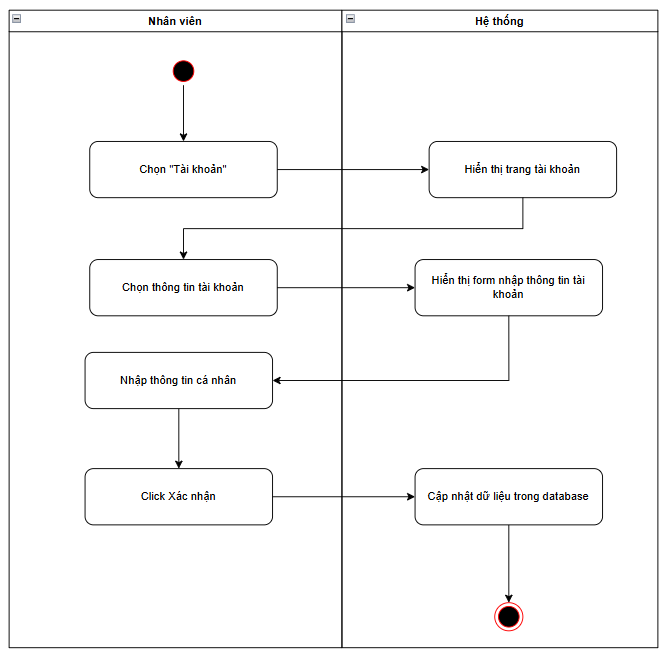 Nhân viên
Hệ thống
Chọn "Tài khoản"
Hiển thị trang tài khoản
Chọn thông tin tài khoản
Hiển thị form nhập thông tin tài
khoản
Nhập thông tin cá nhân
Click Xác nhận
Cập nhật dữ liệu trong database